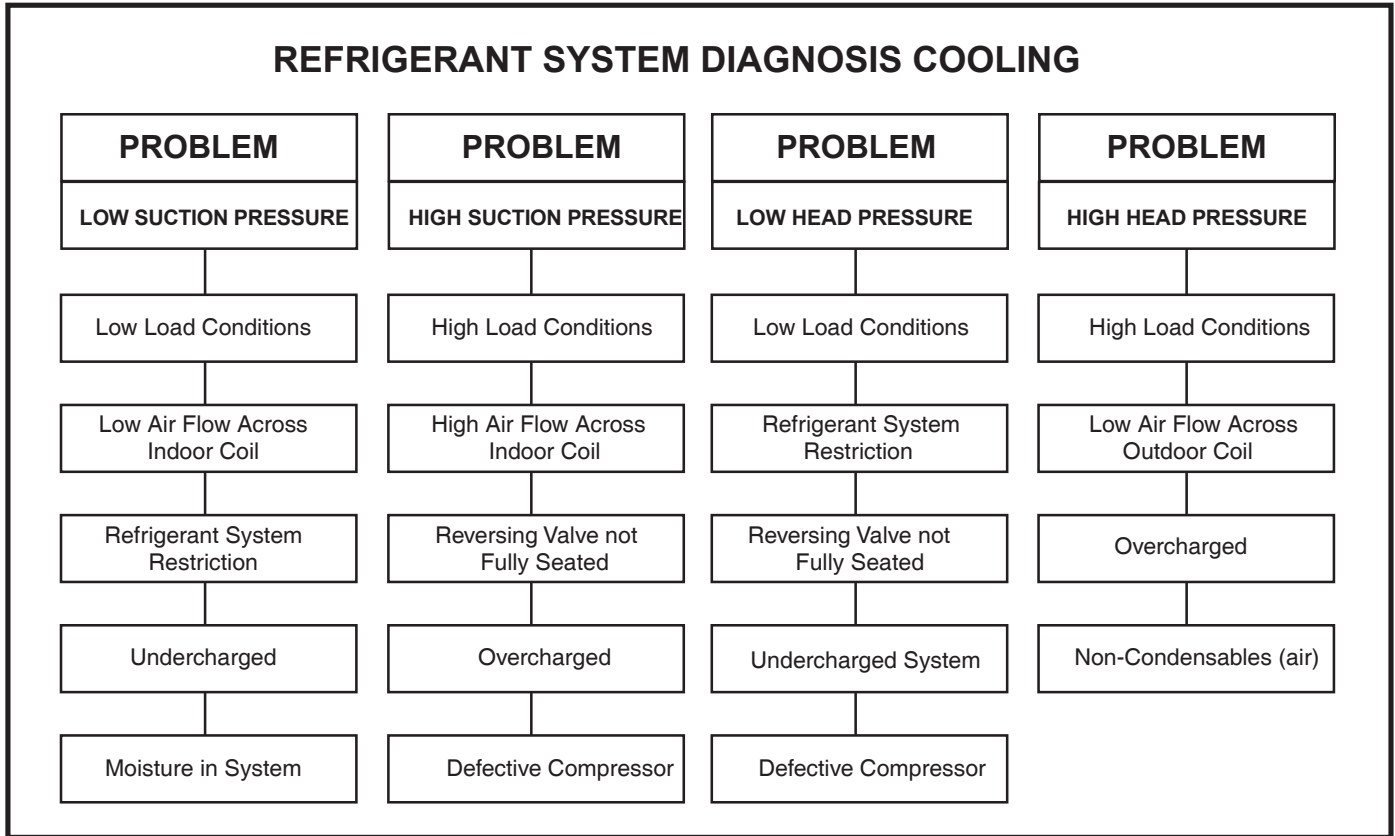 REFRIGERANT SYSTEM DIAGNOSIS COOLING
PROBLEM
LOW SUCTION PRESSURE
Low Load Conditions
Low Air Flow Across
Indoor Coil
Refrigerant System
Restriction
Undercharged
Moisture in System
PROBLEM
HIGH SUCTION PRESSURE
High Load Conditions
High Air Flow Across
Indoor Coil
Reversing Valve not
Fully Seated
Overcharged
Defective Compressor
PROBLEM
LOW HEAD PRESSURE
Low Load Conditions
Refrigerant System
Restriction
Reversing Valve not
Fully Seated
Undercharged System
Defective Compressor
PROBLEM
HIGH HEAD PRESSURE
High Load Conditions
Low Air Flow Across
Outdoor Coil
Overcharged
Non-Condensables (air)